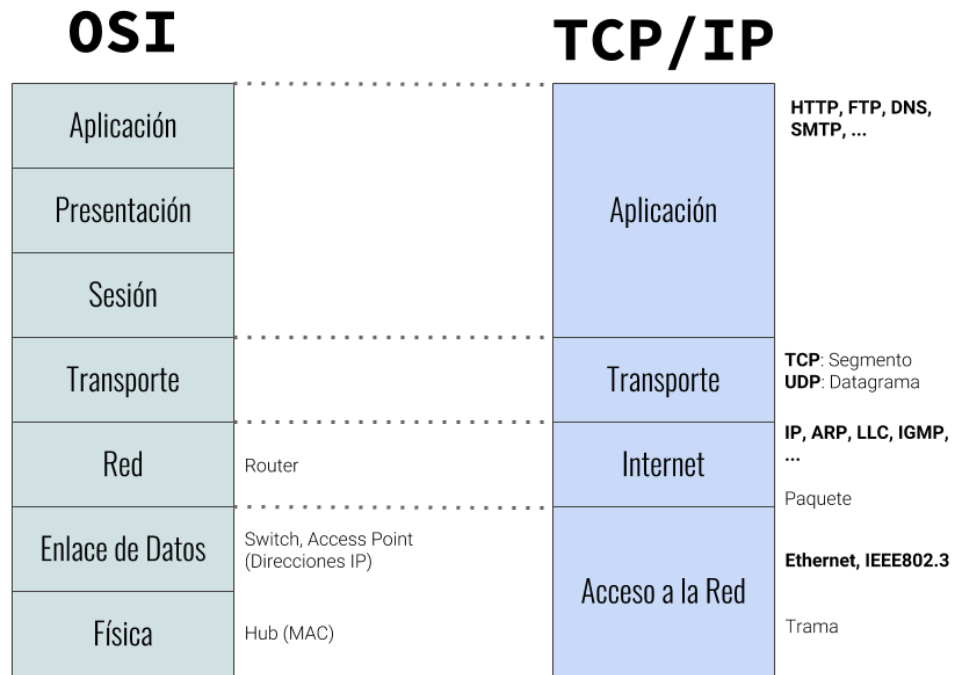 OSI
TCP/IP
Aplicación
Presentación
Sesión
Transporte
Red
Enlace de Datos
Física
Router
Switch, Access Point
(Direcciones IP)
Hub (MAC)
Aplicación
Transporte
Internet
Acceso a la Red
HTTP, FTP, DNS,
SMTP, ...
TCP: Segmento
UDP: Datagrama
IP, ARP, LLC, IGMP,
...
Paquete
Ethernet, IEEE802.3
Trama